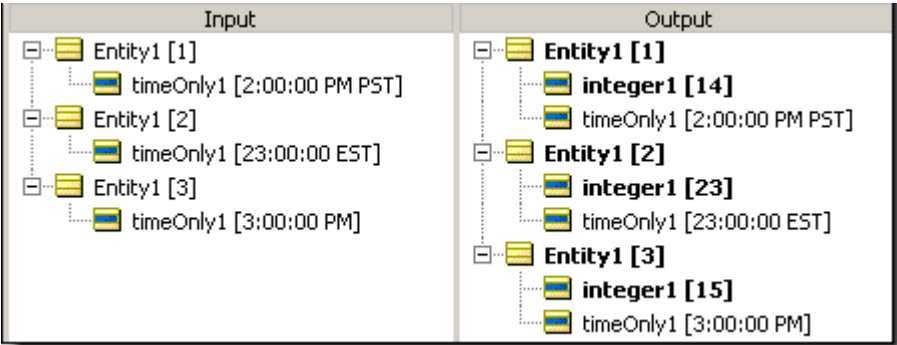 Input
Entity1 [1]
timeOnly1 [2:00:00 PM PST]
Entity1 [2]
timeOnly1 [23:00:00 EST]
Entity1 [3]
timeOnly1 [3:00:00 PM]
Output
Entity1 [1]
integer1 [14]
timeOnly1 [2:00:00 PM PST]
Entity1 [2]
integer1 [23]
timeOnly1 [23:00:00 EST]
Entity1 [3]
integer1 [15]
timeOnly1 [3:00:00 PM]